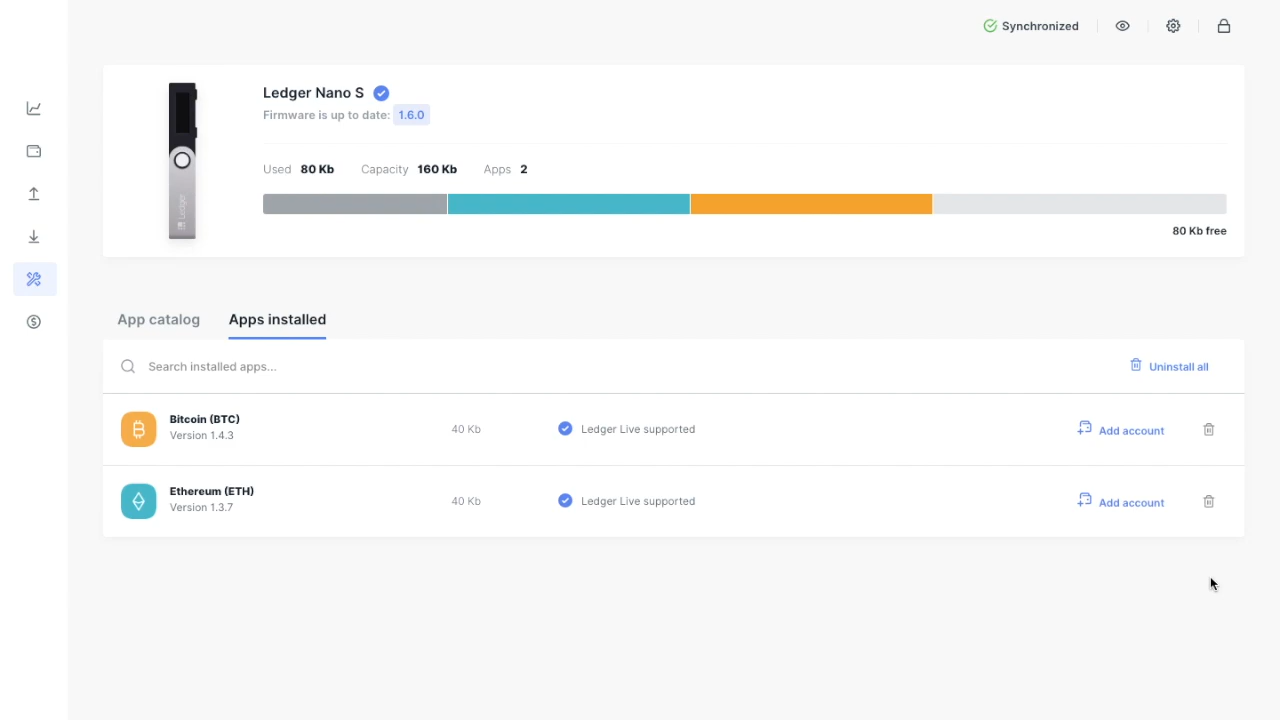 Synchronized
Ledger Nano S
Firmware is up to date: 1.6.0
Used 80 Kb Capacity 160 Kb Apps 2
80 Kb free
App catalog Apps installed
Search installed apps... Uninstall all
Bitcoin (BTC)
Version 1.4.3
40 Kb Ledger Live supported Add account
Ethereum (ETH)
Version 1.3.7
40 Kb Ledger Live supported Add account
Ledger